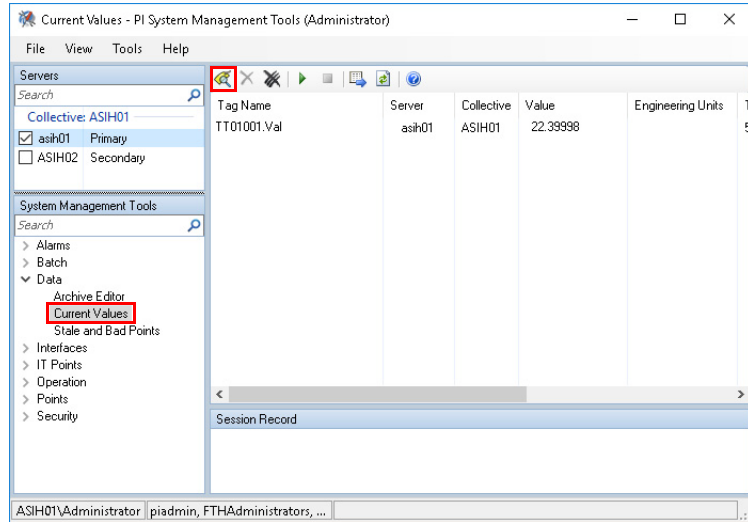 Current Values - PI System Management Tools (Administrator)
File View Tools Help
Servers
Search
Collective: ASIH01
asih01 Primary
ASIH02 Secondary
System Management Tools
Search
Alarms
Batch
Data
Archive Editor
Current Values
Stale and Bad Points
Interfaces
IT Points
Operation
Points
Security
Tag Name Server Collective Value Engineering Units
TT01001.Val asih01 ASIH01 22.39998
Session Record
ASIH01\Administrator piadmin, FTHAdministrators, ...